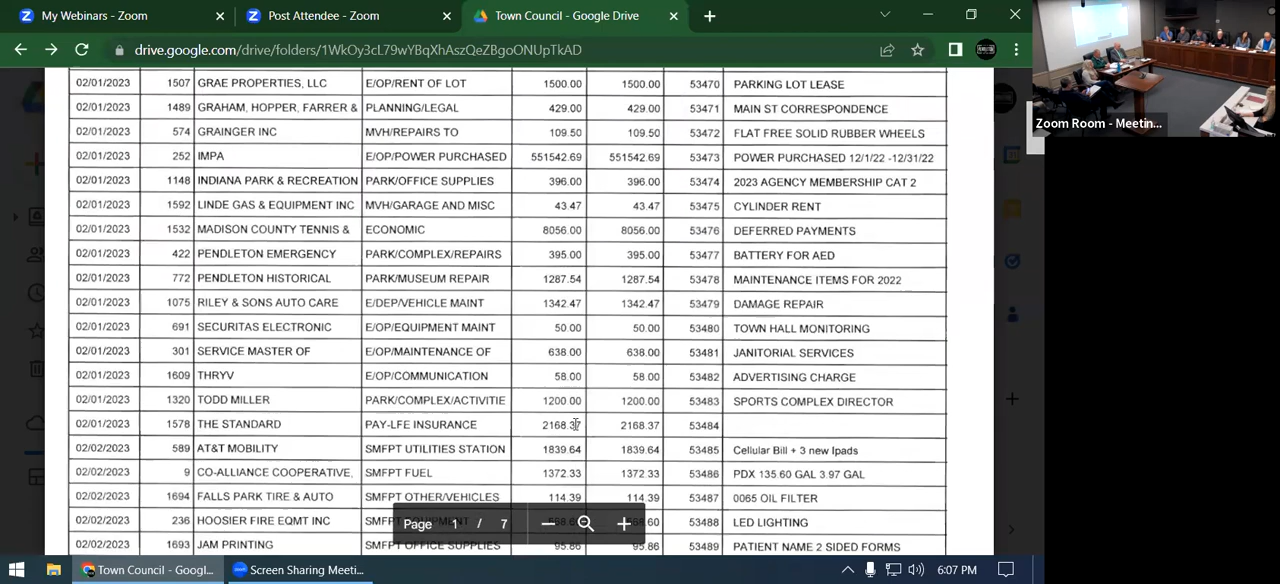 My Webinars - Zoom
Post Attendee - Zoom
Town Council - Google Drive
drive.google.com/drive/folders/1WkOy3cL79wYBqXhAszQeZBgoONUpTkAD
02/01/2023 1507 GRAE PROPERTIES, LLC E/OP/RENT OF LOT 1500.00 1500.00 53470 PARKING LOT LEASE
02/01/2023 1489 GRAHAM, HOPPER, FARRER & PLANNING/LEGAL 429.00 429.00 53471 MAIN ST CORRESPONDENCE
02/01/2023 574 GRAINGER INC MVH/REPAIRS TO 109.50 109.50 53472 FLAT FREE SOLID RUBBER WHEELS
02/01/2023 252 IMPA E/OP/POWER PURCHASED 551542.69 551542.69 53473 POWER PURCHASED 12/1/22 -12/31/22
02/01/2023 1148 INDIANA PARK & RECREATION PARK/OFFICE SUPPLIES 396.00 396.00 53474 2023 AGENCY MEMBERSHIP CAT 2
02/01/2023 1592 LINDE GAS & EQUIPMENT INC MVH/GARAGE AND MISC 43.47 43.47 53475 CYLINDER RENT
02/01/2023 1532 MADISON COUNTY TENNIS & ECONOMIC 8056.00 8056.00 53476 DEFERRED PAYMENTS
02/01/2023 422 PENDLETON EMERGENCY PARK/COMPLEX/REPAIRS 395.00 395.00 53477 BATTERY FOR AED
02/01/2023 772 PENDLETON HISTORICAL PARK/MUSEUM REPAIR 1287.54 1287.54 53478 MAINTENANCE ITEMS FOR 2022
02/01/2023 1075 RILEY & SONS AUTO CARE E/DEP/VEHICLE MAINT 1342.47 1342.47 53479 DAMAGE REPAIR
02/01/2023 691 SECURITAS ELECTRONIC E/OP/EQUIPMENT MAINT 50.00 50.00 53480 TOWN HALL MONITORING
02/01/2023 301 SERVICE MASTER OF E/OP/MAINTENANCE OF 638.00 638.00 53481 JANITORIAL SERVICES
02/01/2023 1609 THRYV E/OP/COMMUNICATION 58.00 58.00 53482 ADVERTISING CHARGE
02/01/2023 1320 TODD MILLER PARK/COMPLEX/ACTIVITIE 1200.00 1200.00 53483 SPORTS COMPLEX DIRECTOR
02/01/2023 1578 THE STANDARD PAY-LFE INSURANCE 2168.37 2168.37 53484
02/02/2023 589 AT&T MOBILITY SMFPT UTILITIES STATION 1839.64 1839.64 53485 Cellular Bill + 3 new Ipads
02/02/2023 9 CO-ALLIANCE COOPERATIVE, SMFPT FUEL 1372.33 1372.33 53486 PDX 135.60 GAL 3.97 GAL
02/02/2023 1694 FALLS PARK TIRE & AUTO SMFPT OTHER/VEHICLES 114.39 114.39 53487 0065 OIL FILTER
02/02/2023 236 HOOSIER FIRE EQMT INC 53488 LED LIGHTING
02/02/2023 1693 JAM PRINTING SMFPT OFFICE SUPPLIES 95.86 95.86 53489 PATIENT NAME 2 SIDED FORMS
Page 1 / 7
Zoom Room - Meetin...
Town Council - Googl...
Screen Sharing Meeti...
6:07 PM